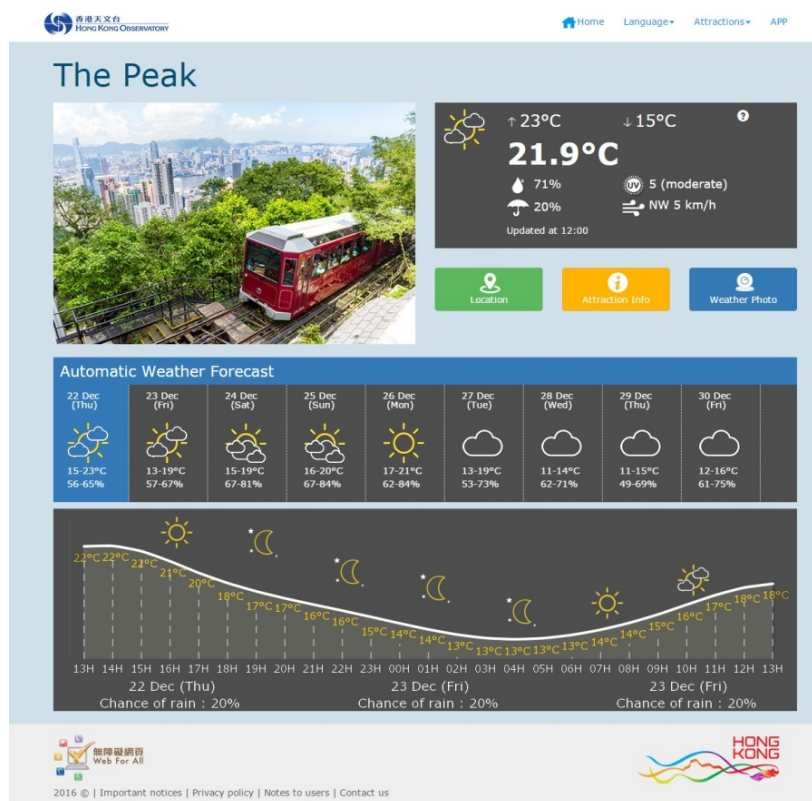 香港天文台
HONG KONG OBSERVATORY
Home Language Attractions APP
The Peak
↑23°C ↓15°C
21.9°C
71% UV 5 (moderate)
20% NW 5 km/h
Updated at 12:00
Location
Attraction Info
Weather Photo
Automatic Weather Forecast
22 Dec 23 Dec 24 Dec 25 Dec 26 Dec 27 Dec 28 Dec 29 Dec 30 Dec
(Thu) (Fri) (Sat) (Sun) (Mon) (Tue) (Wed) (Thu) (Fri)
15-23°C 13-19°C 15-19°C 16-20°C 17-21°C 13-19°C 11-14°C 11-15°C 12-16°C
56-65% 57-67% 67-81% 67-84% 62-84% 53-73% 62-71% 49-69% 61-75%
22°C 22°C 22°C 21°C 20°C 18°C 17°C 17°C 16°C 16°C 15°C 14°C 14°C 13°C 13°C 13°C 13°C 13°C 14°C 14°C 15°C 16°C 17°C 18°C 18°C
13H 14H 15H 16H 17H 18H 19H 20H 21H 22H 23H 00H 01H 02H 03H 04H 05H 06H 07H 08H 09H 10H 11H 12H 13H
22 Dec (Thu) 23 Dec (Fri) 23 Dec (Fri)
Chance of rain : 20% Chance of rain : 20% Chance of rain : 20%
無障礙網頁
Web For All
HONG
KONG
2016 © | Important notices | Privacy policy | Notes to users | Contact us